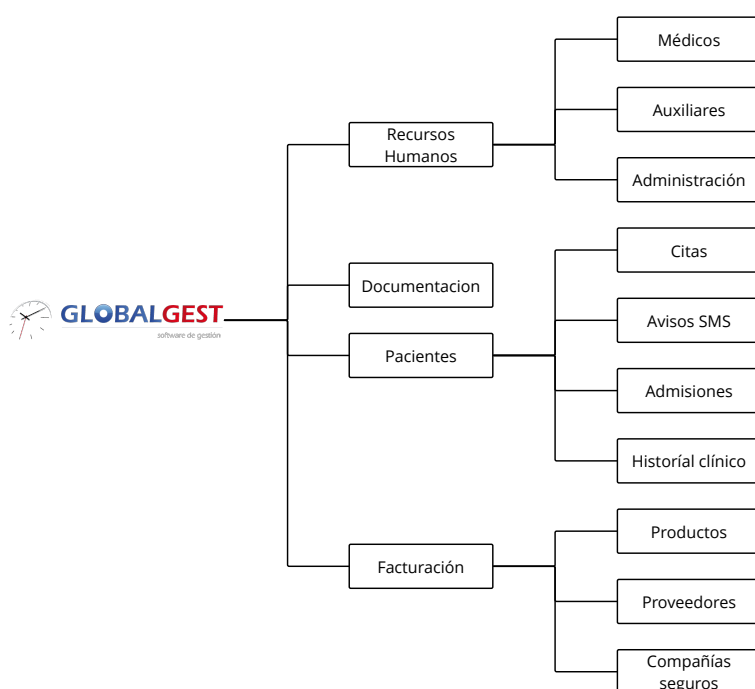 Médicos
Auxiliares
Recursos
Humanos
Administración
Citas
Documentacion
GLOBALGEST
software de gestión
Avisos SMS
Pacientes
Admisiones
Historíal clínico
Productos
Facturación
Proveedores
Compañías
seguros